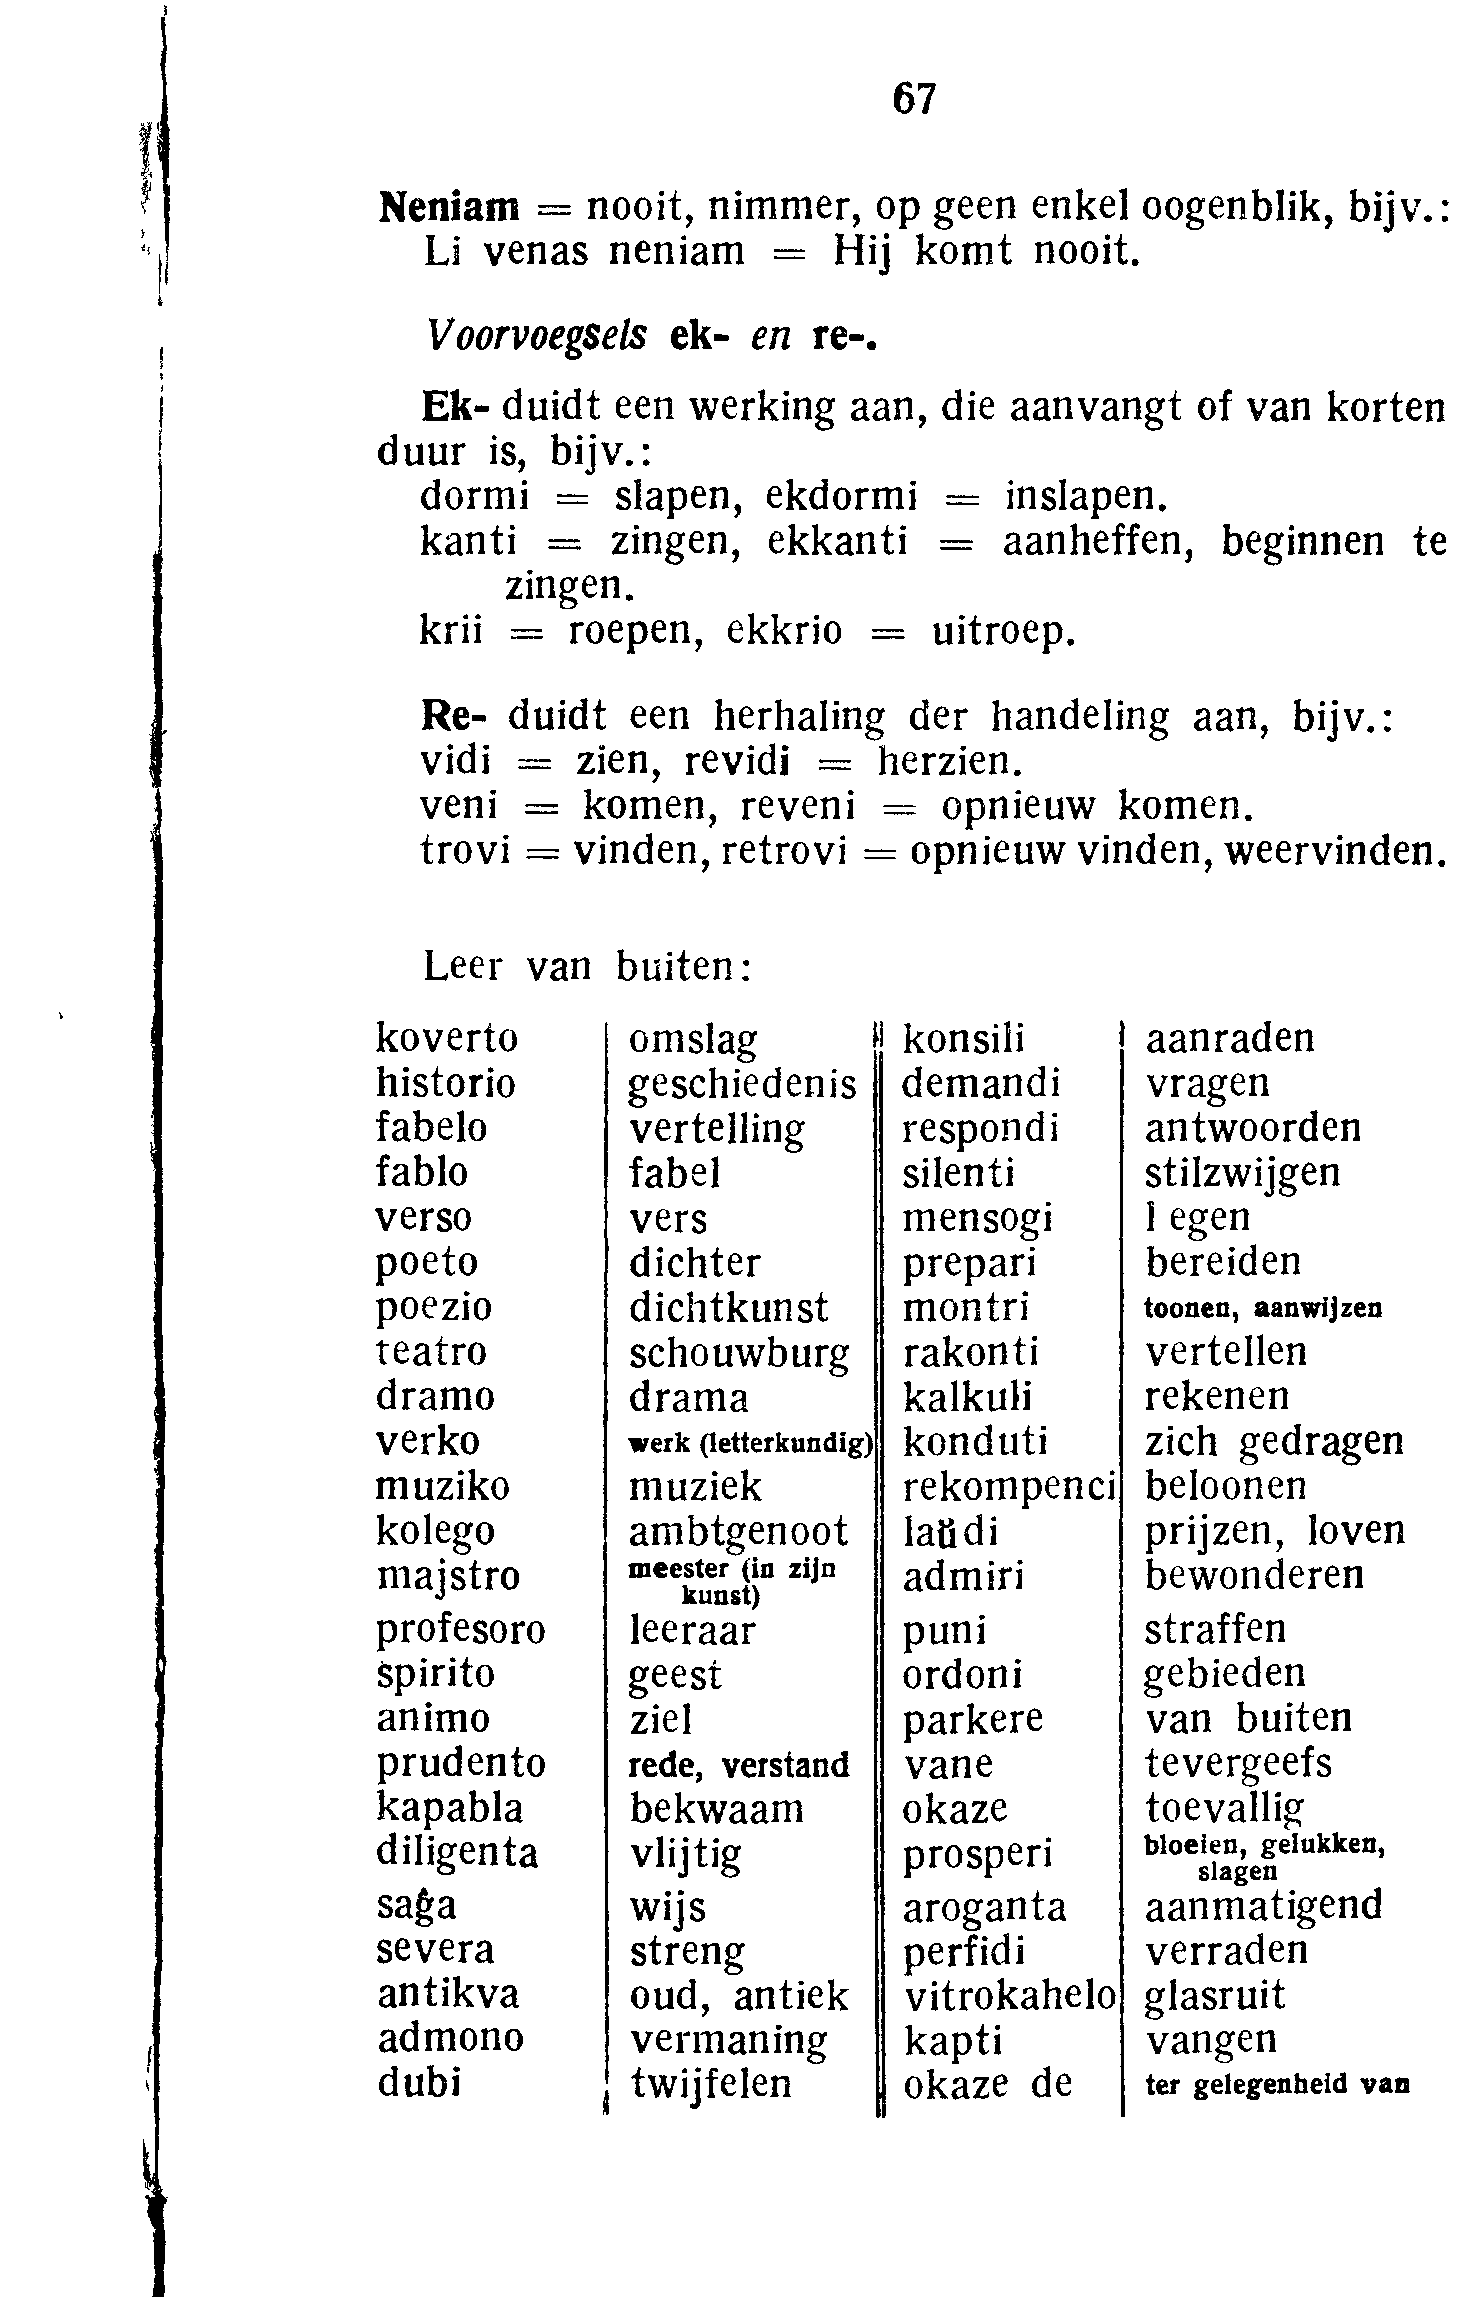 67
Neniam = nooit, nimmer, op geen enkel oogenblik, bijv.:
Li venas neniam = Hij komt nooit.
Voorvoegsels ek- en re-.
Ek- duidt een werking aan, die aanvangt of van korten
duur is, bijv.:
dormi = slapen, ekdormi = inslapen.
kanti = zingen, ekkanti = aanheffen, beginnen te
zingen.
krii = roepen, ekkrio = uitroep.
Re- duidt een herhaling der handeling aan, bijv.:
vidi = zien, revidi = herzien.
veni = komen, reveni = opnieuw komen.
trovi = vinden, retrovi = opnieuw vinden, weervinden.
Leer van buiten:
koverto omslag konsili aanraden
historio geschiedenis demandi vragen
fabelo vertelling respondi antwoorden
fablo fabel silenti stilzwijgen
verso vers mensogi l egen
poeto dichter prepari bereiden
poezio dichtkunst montri toonen, aanwijzen
teatro schouwburg rakonti vertellen
dramo drama kalkuli rekenen
verko werk (letterkundig) konduti zich gedragen
muziko muziek rekompenci beloonen
kolego ambtgenoot laŭdi prijzen, loven
majstro meester (in zijn kunst) admiri bewonderen
profesoro leeraar puni straffen
spirito geest ordoni gebieden
animo ziel parkere van buiten
prudento rede, verstand vane tevergeefs
kapabla bekwaam okaze toevallig
diligenta vlijtig prosperi bloeien, gelukken, slagen
saĝa wijs aroganta aanmatigend
severa streng perfidi verraden
antikva oud, antiek vitrokahelo glasruit
admono vermaning kapti vangen
dubi twijfelen okaze de ter gelegenheid van